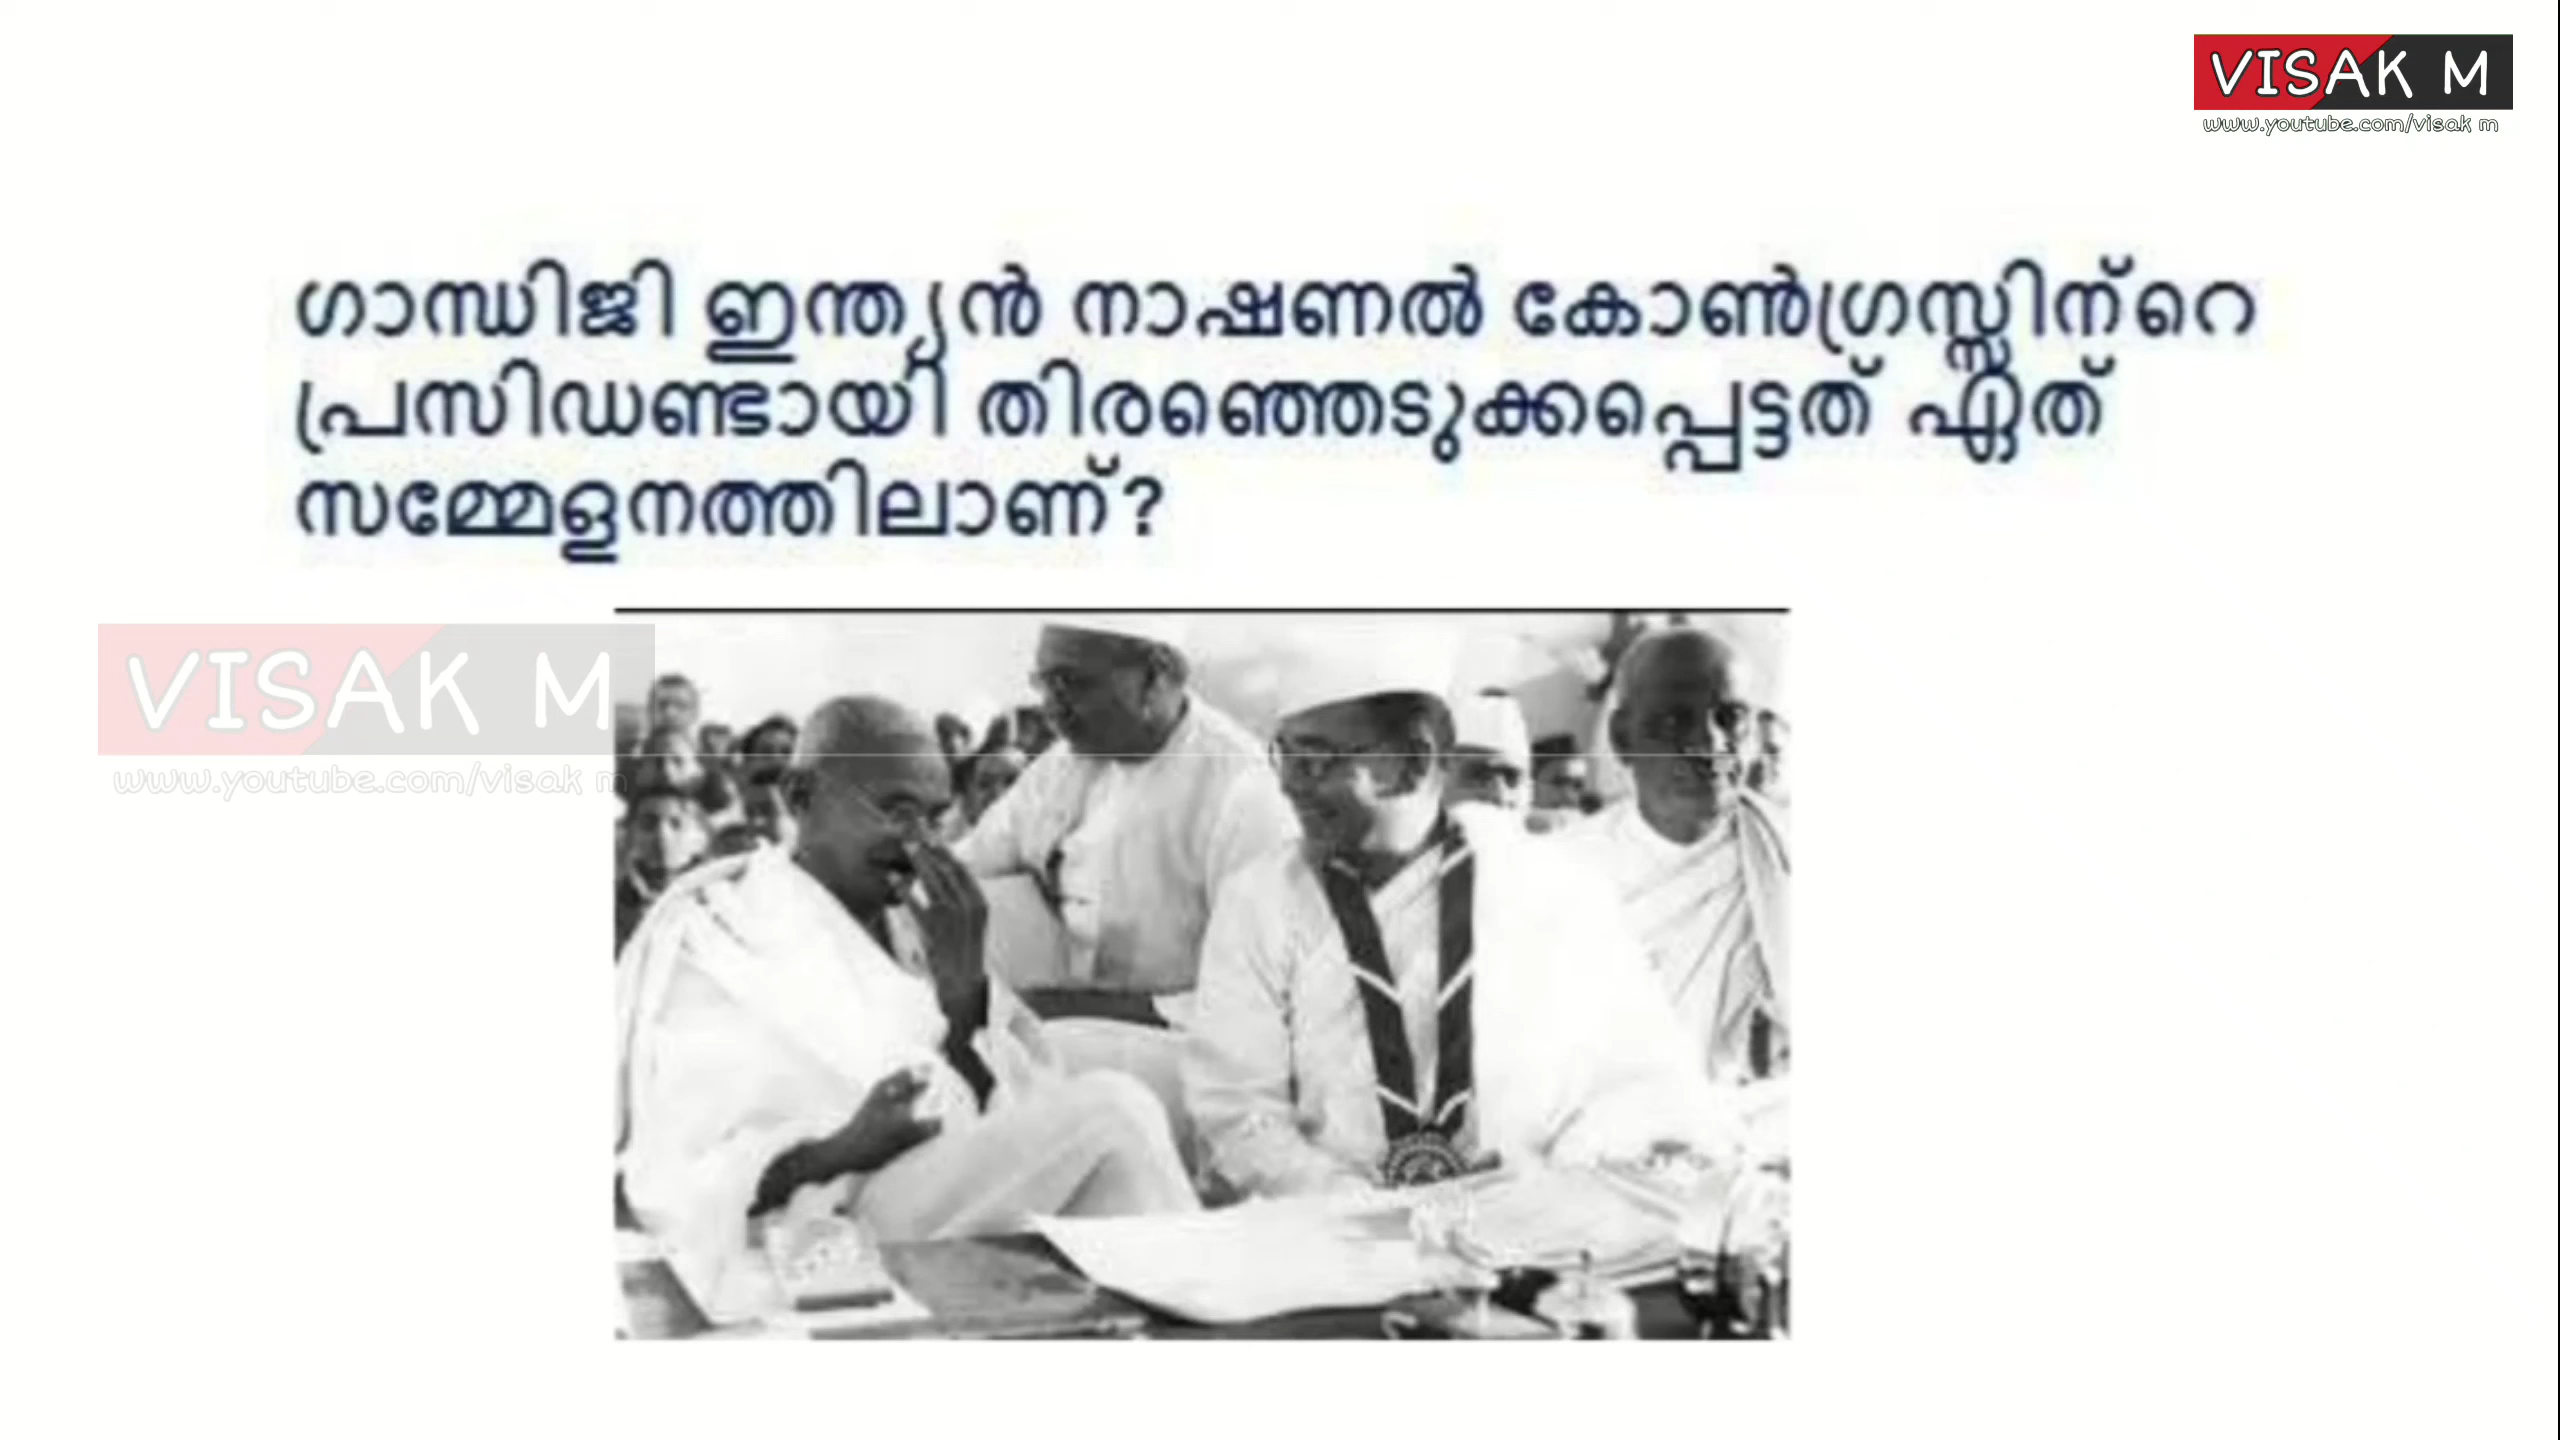 VISAK M
www.youtube.com/visak m
ഗാന്ധിജി ഇന്ത്യൻ നാഷണൽ കോൺഗ്രസ്സിന്റെ
പ്രസിഡണ്ടായി തിരഞ്ഞെടുക്കപ്പെട്ടത് ഏത്
സമ്മേളനത്തിലാണ്?
VISAK M
www.youtube.com/visak m